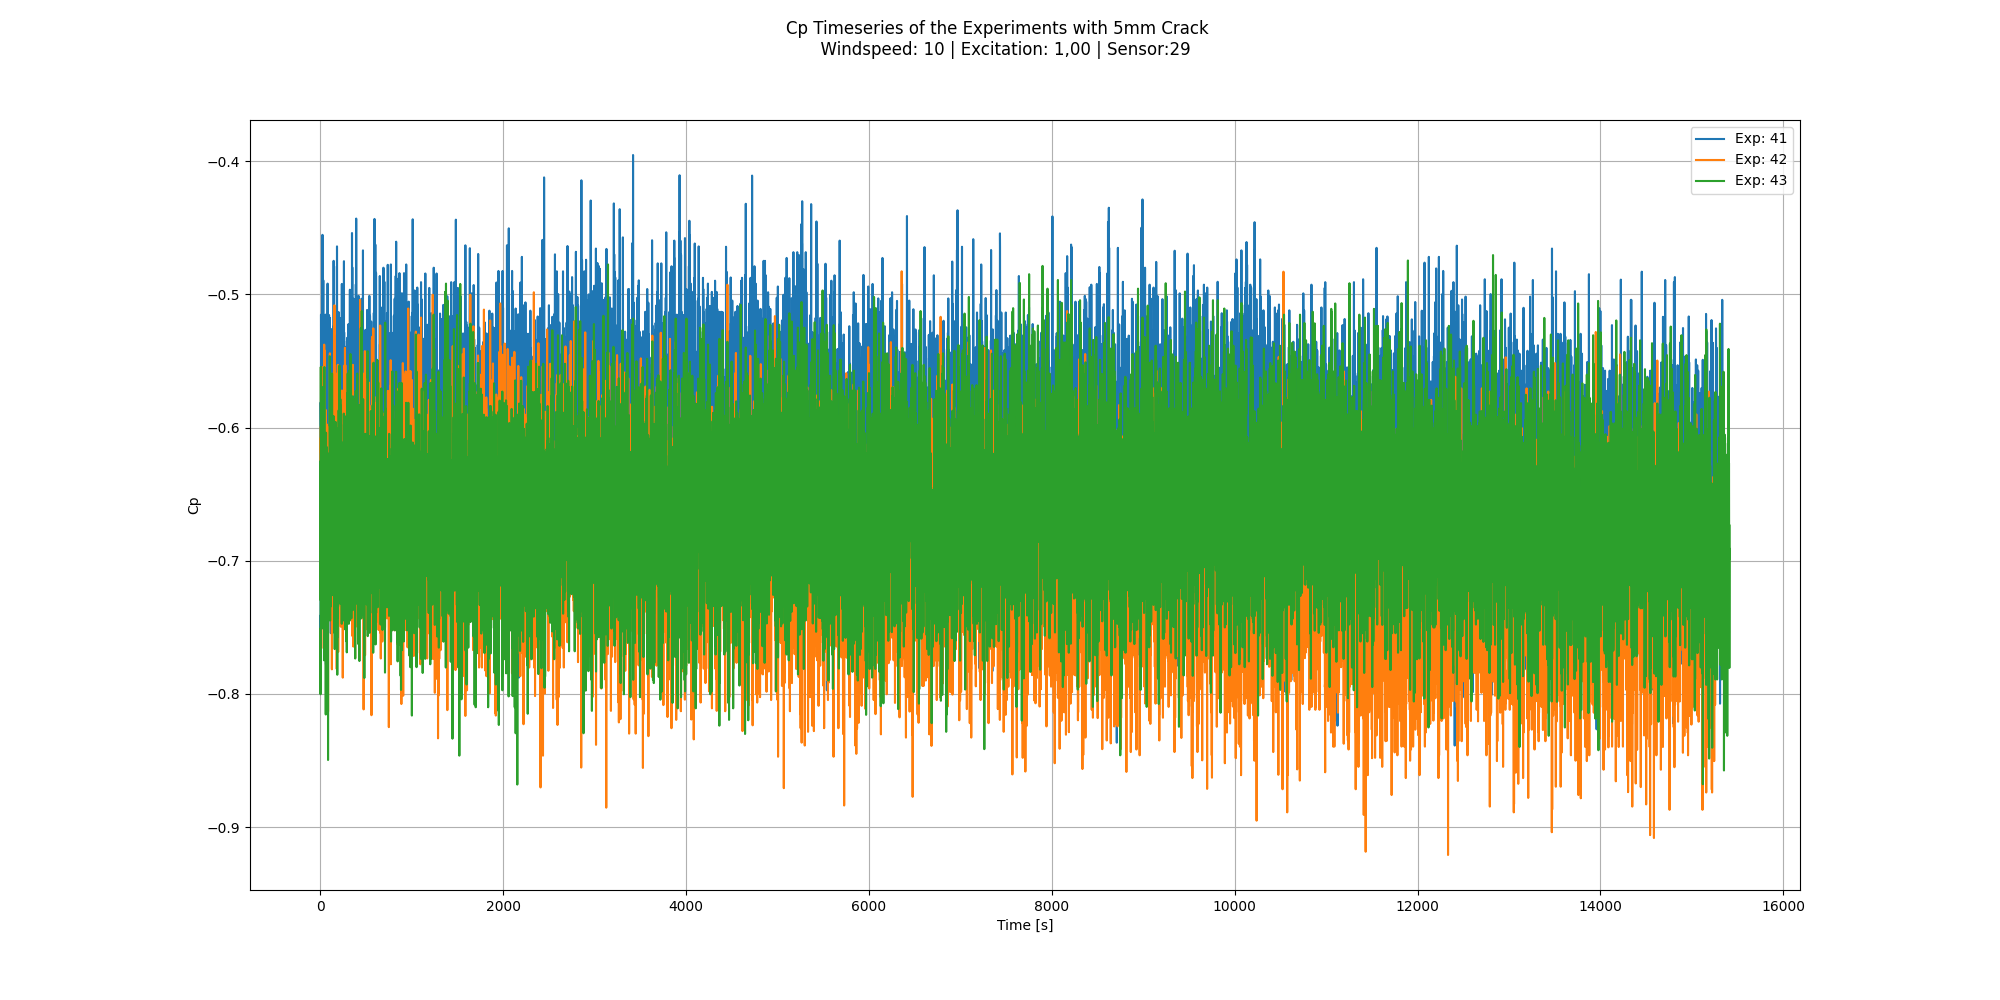 Cp Timeseries of the Experiments with 5mm Crack
Windspeed: 10 | Excitation: 1,00 | Sensor:29
Exp: 41
Exp: 42
Exp: 43
−0.4
−0.5
−0.6
−0.7
−0.8
−0.9
Cp
0 2000 4000 6000 8000 10000 12000 14000 16000
Time [s]